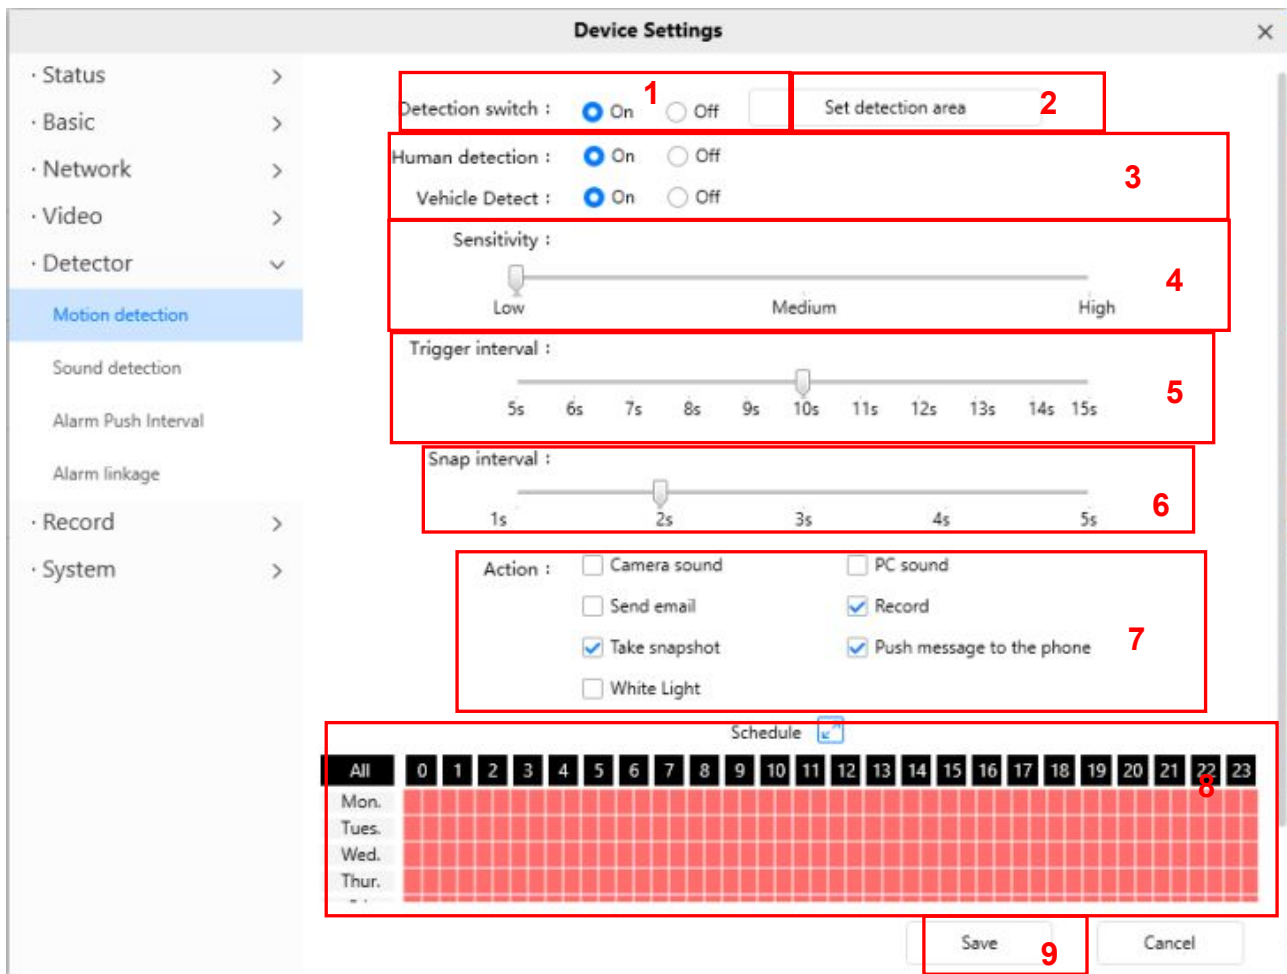 Device Settings
· Status
· Basic
· Network
· Video
· Detector
Motion detection
Sound detection
Alarm Push Interval
Alarm linkage
· Record
· System
Detection switch : On Off 1
Set detection area 2
Human detection : On Off
Vehicle Detect : On Off
3
Sensitivity :
Low Medium High
4
Trigger interval :
5s 6s 7s 8s 9s 10s 11s 12s 13s 14s 15s
5
Snap interval :
1s 2s 3s 4s 5s
6
Action : Camera sound PC sound
Send email Record
Take snapshot Push message to the phone
7
White Light
Schedule
All 0 1 2 3 4 5 6 7 8 9 10 11 12 13 14 15 16 17 18 19 20 21 22 23
8
Mon.
Tues.
Wed.
Thur.
Save 9 Cancel